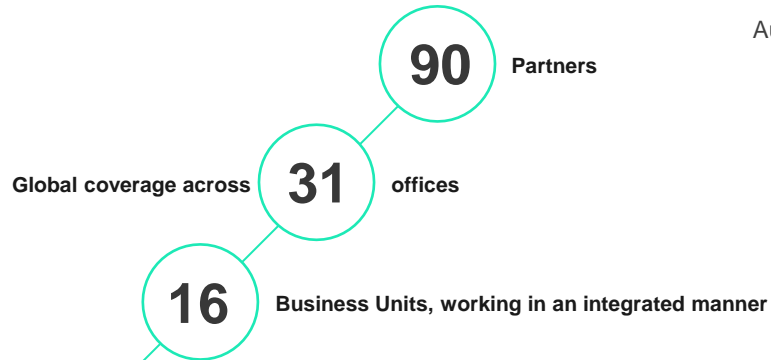 90 Partners
Global coverage across 31 offices
16 Business Units, working in an integrated manner